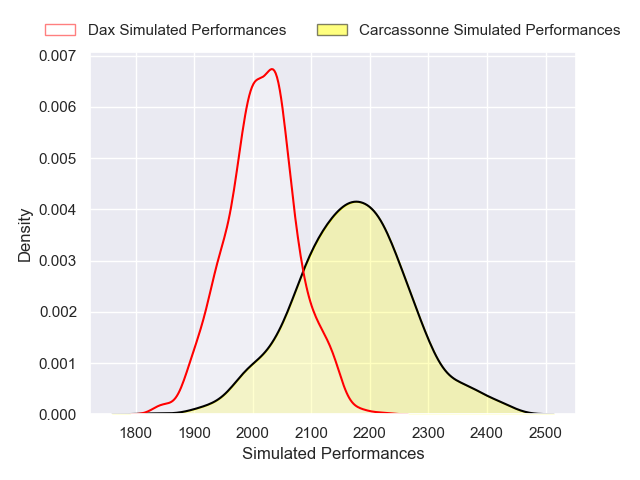 Dax Simulated Performances Carcassonne Simulated Performances
0.007
0.006
0.005
0.004
0.003
0.002
0.001
0.000
Density
1800 1900 2000 2100 2200 2300 2400 2500
Simulated Performances